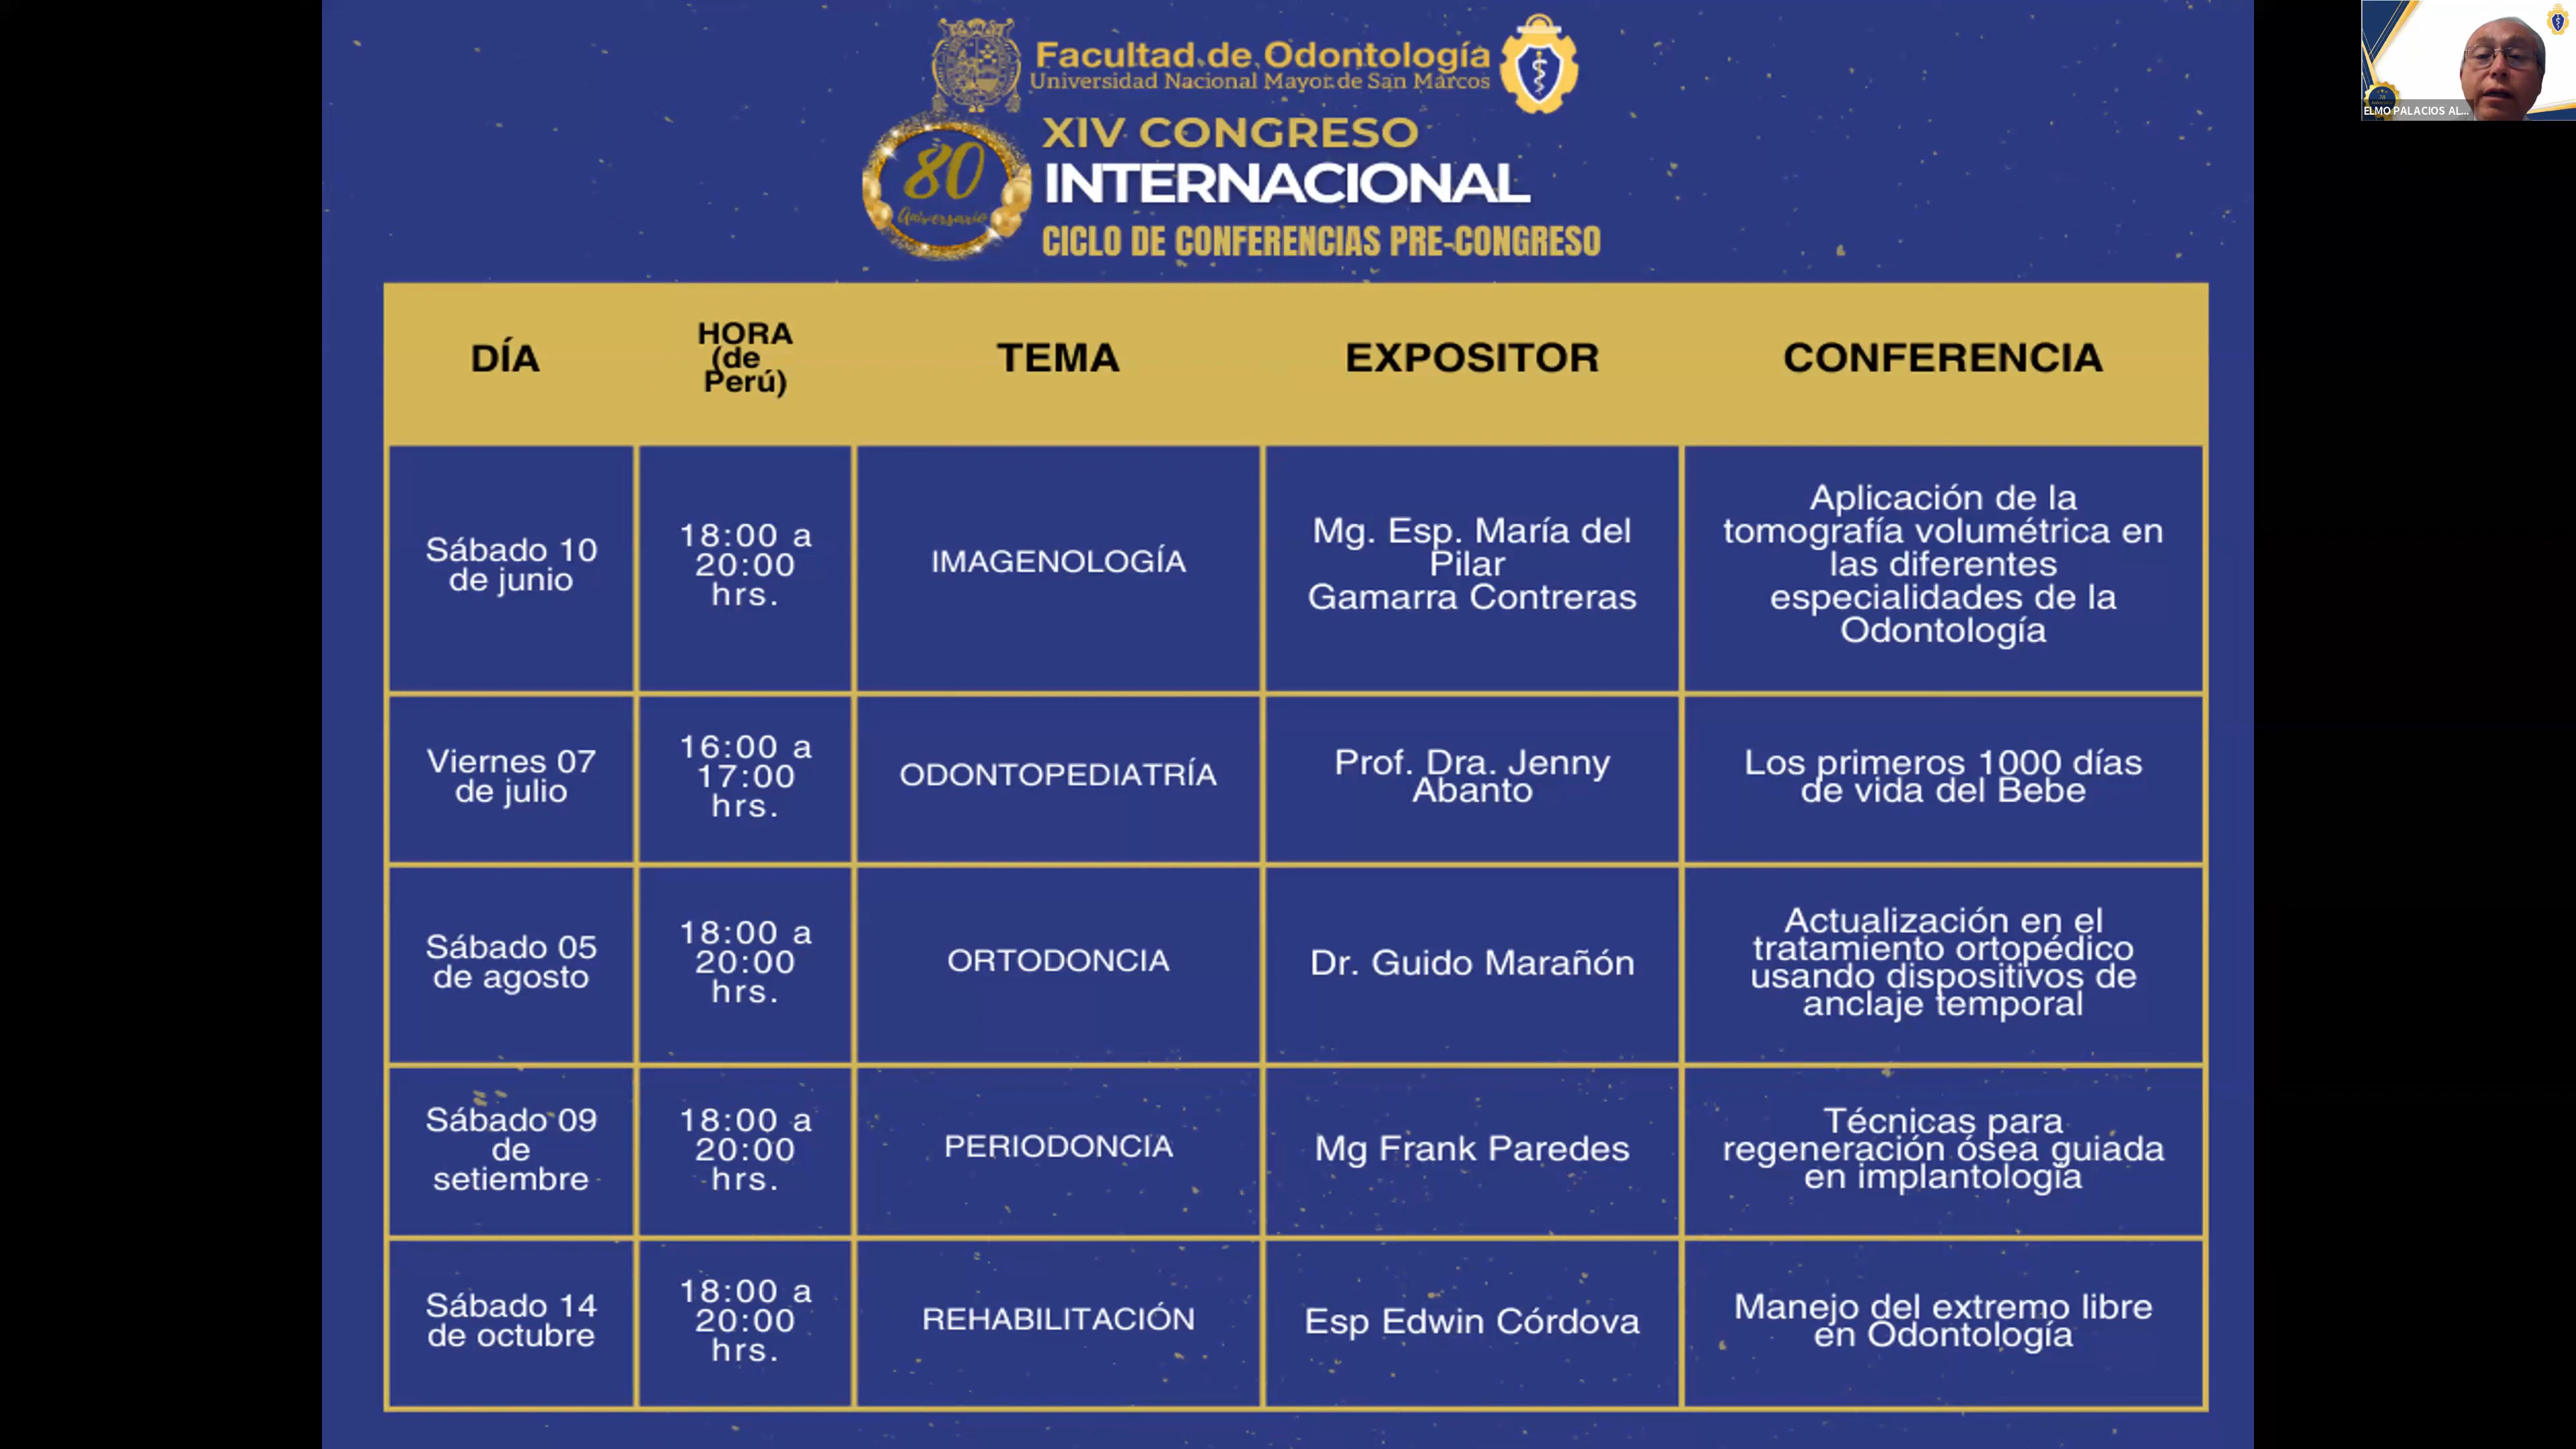 Facultad de Odontología
Universidad Nacional Mayor de San Marcos
XIV CONGRESO
80
Aniversario
INTERNACIONAL
CICLO DE CONFERENCIAS PRE-CONGRESO
ELMO PALACIOS AL...
DÍA
HORA
(de
Perú)
TEMA
EXPOSITOR
CONFERENCIA
Sábado 10
de junio
18:00 a
20:00
hrs.
IMAGENOLOGÍA
Mg. Esp. María del
Pilar
Gamarra Contreras
Aplicación de la
tomografía volumétrica en
las diferentes
especialidades de la
Odontología
Viernes 07
de julio
16:00 a
17:00
hrs.
ODONTOPEDIATRÍA
Prof. Dra. Jenny
Abanto
Los primeros 1000 días
de vida del Bebe
Sábado 05
de agosto
18:00 a
20:00
hrs.
ORTODONCIA
Dr. Guido Marañón
Actualización en el
tratamiento ortopédico
usando dispositivos de
anclaje temporal
Sábado 09
de
setiembre
18:00 a
20:00
hrs.
PERIODONCIA
Mg Frank Paredes
Técnicas para
regeneración ósea guiada
en implantología
Sábado 14
de octubre
18:00 a
20:00
hrs.
REHABILITACIÓN
Esp Edwin Córdova
Manejo del extremo libre
en Odontología